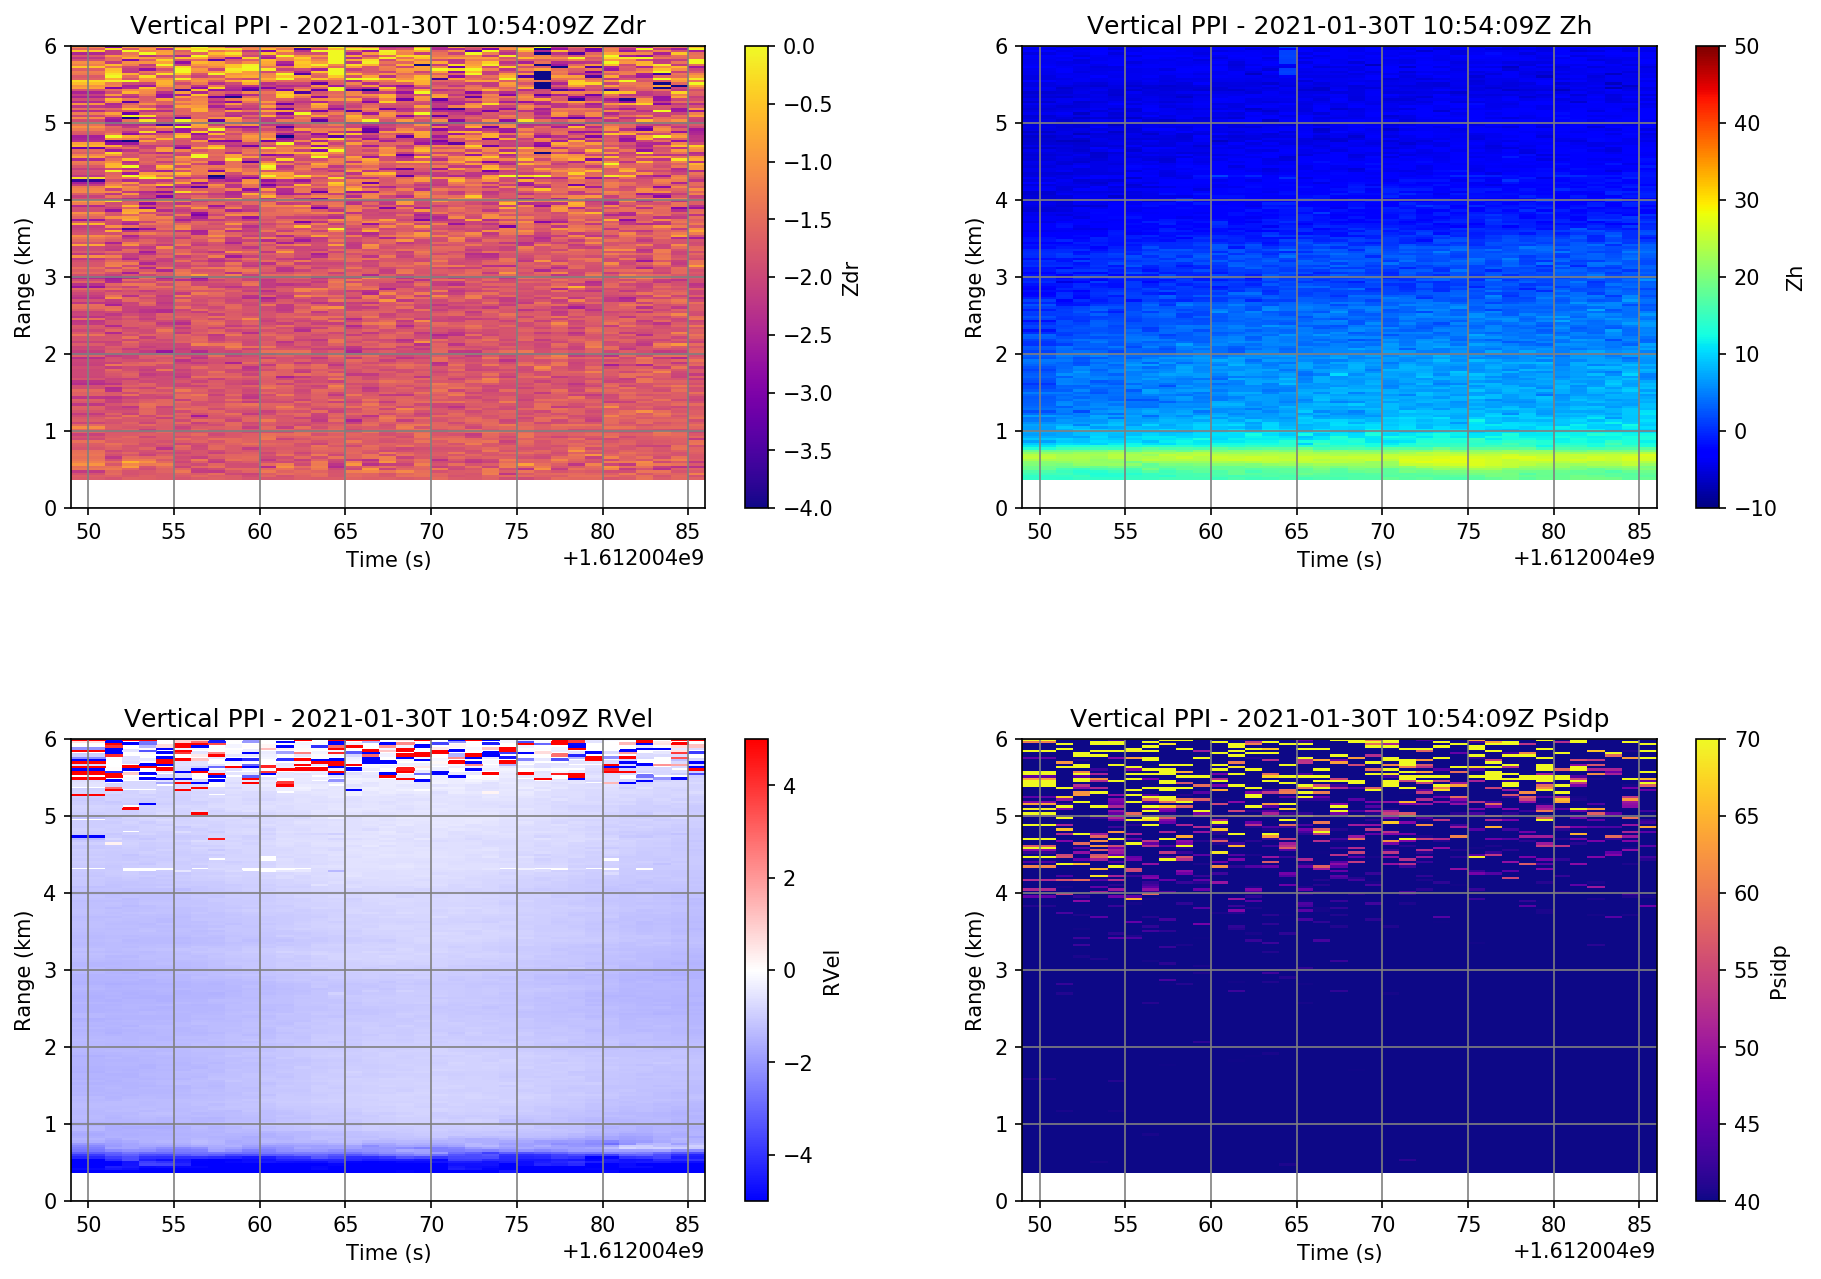 Vertical PPI - 2021-01-30T 10:54:09Z Zdr
6
5
4
3
2
1
0
Range (km)
50 55 60 65 70 75 80 85
Time (s)
+1.612004e9
0.0
−0.5
−1.0
−1.5
−2.0
−2.5
−3.0
−3.5
−4.0
Zdr
Vertical PPI - 2021-01-30T 10:54:09Z Zh
6
5
4
3
2
1
0
Range (km)
50 55 60 65 70 75 80 85
Time (s)
+1.612004e9
50
40
30
20
10
0
−10
Zh
Vertical PPI - 2021-01-30T 10:54:09Z RVel
6
5
4
3
2
1
0
Range (km)
50 55 60 65 70 75 80 85
Time (s)
+1.612004e9
4
2
0
−2
−4
RVel
Vertical PPI - 2021-01-30T 10:54:09Z Psidp
6
5
4
3
2
1
0
Range (km)
50 55 60 65 70 75 80 85
Time (s)
+1.612004e9
70
65
60
55
50
45
40
Psidp